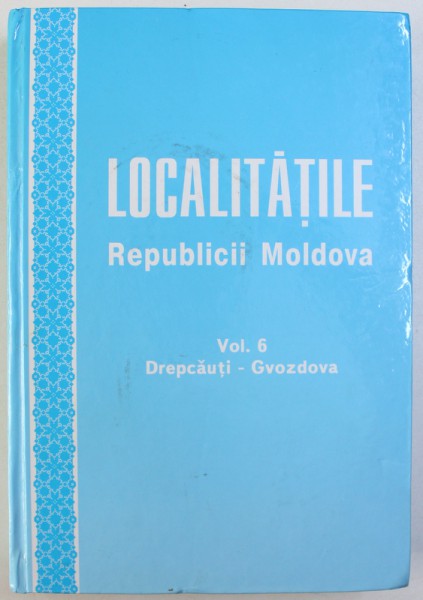 LOCALITĂȚILE
Republicii Moldova
Vol. 6
Drepcăuți - Gvozdova